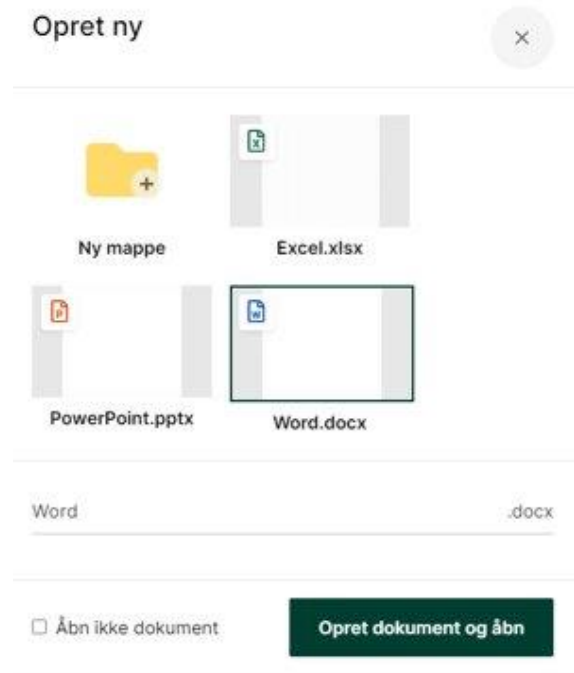 Opret ny
Ny mappe
Excel.xlsx
PowerPoint.pptx
Word.docx
Word .docx
Åbn ikke dokument
Opret dokument og åbn